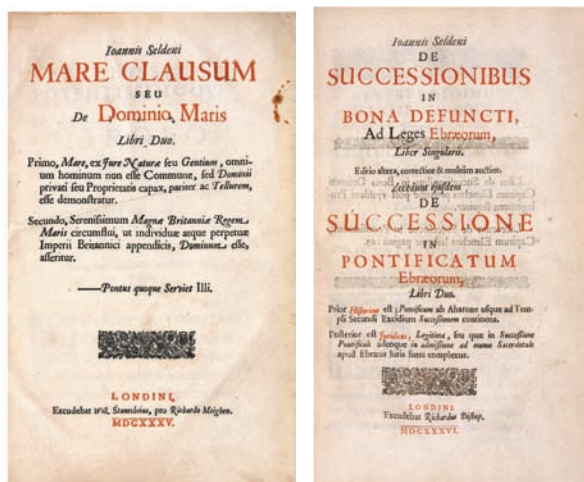 Ioannis Seldeni
MARE CLAUSUM
SEU
De Dominio Maris
Libri Duo.
Primo, Mare, ex Jure Naturæ seu Gentium, omni-
um hominum non esse Commune, sed Dominii
privati seu Proprietatis capax, pariter ac Tellurem,
esse demonstratur.
Secundo, Serenissimum Magnæ Britanniæ Regem
Maris circumflui, ut individuæ atque perpetuæ
Imperii Britannici appendicis, Dominum esse,
asseritur.
——Pontus quoque Serviet Illi.
LONDINI,
Excudebat Will. Stanesbeius, pro Richardo Meighen.
MDCXXXV.
Ioannis Seldeni
DE
SUCCESSIONIBUS
IN
BONA DEFUNCTI,
Ad Leges Ebræorum,
Liber Singularis.
Editio altera, correctior & multum auctior.
Accedunt ejusdem
DE
SUCCESSIONE
IN
PONTIFICATUM
Ebræorum,
Libri Duo.
Prior Historicus est; Pontificum ab Aharone usque ad Tem-
pli Secundi Excidium Successionem continens.
Posterior est Juridicus, Legitima, seu quæ in Successione
Pontificali adeoque in admissione ad munus Sacerdotale
apud Ebræos Juris fuere complexus.
LONDINI
Excudebat Richardus Bishop.
MDCXXXVI.